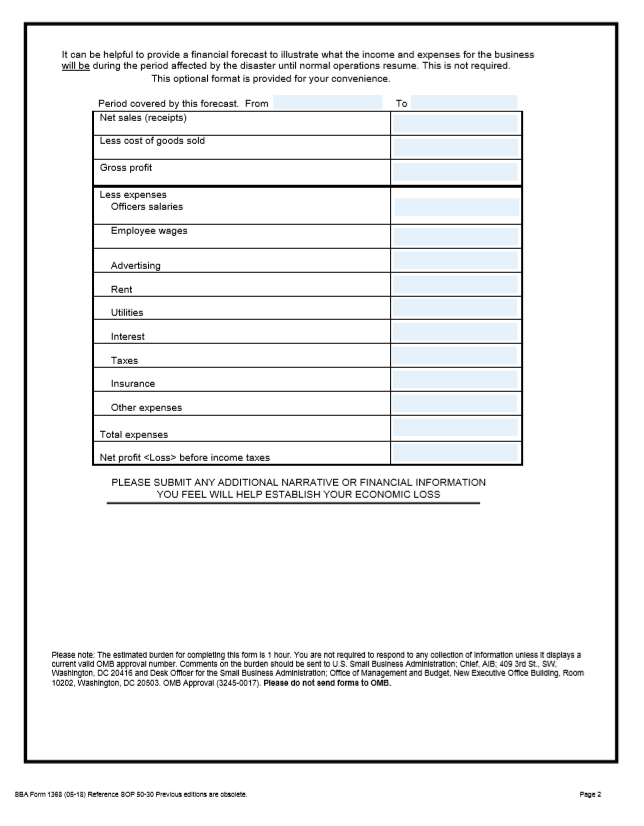 It can be helpful to provide a financial forecast to illustrate what the income and expenses for the business
will be during the period affected by the disaster until normal operations resume. This is not required.
This optional format is provided for your convenience.
Period covered by this forecast. From To
Net sales (receipts)
Less cost of goods sold
Gross profit
Less expenses
Officers salaries
Employee wages
Advertising
Rent
Utilities
Interest
Taxes
Insurance
Other expenses
Total expenses
Net profit <Loss> before income taxes
PLEASE SUBMIT ANY ADDITIONAL NARRATIVE OR FINANCIAL INFORMATION
YOU FEEL WILL HELP ESTABLISH YOUR ECONOMIC LOSS
Please note: The estimated burden for completing this form is 1 hour. You are not required to respond to any collection of information unless it displays a
current valid OMB approval number. Comments on the burden should be sent to U.S. Small Business Administration; Chief, AIB; 409 3rd St., SW,
Washington, DC 20416 and Desk Officer for the Small Business Administration; Office of Management and Budget, New Executive Office Building, Room
10202, Washington, DC 20503. OMB Approval (3245-0017). Please do not send forms to OMB.
SBA Form 1368 (05-18) Reference SOP 50-30 Previous editions are obsolete. Page 2